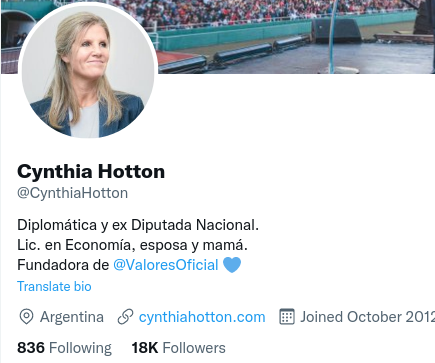 Cynthia Hotton
@CynthiaHotton
Diplomática y ex Diputada Nacional.
Lic. en Economía, esposa y mamá.
Fundadora de @ValoresOficial 💙
Translate bio
Argentina cynthiahotton.com Joined October 2012
836 Following 18K Followers